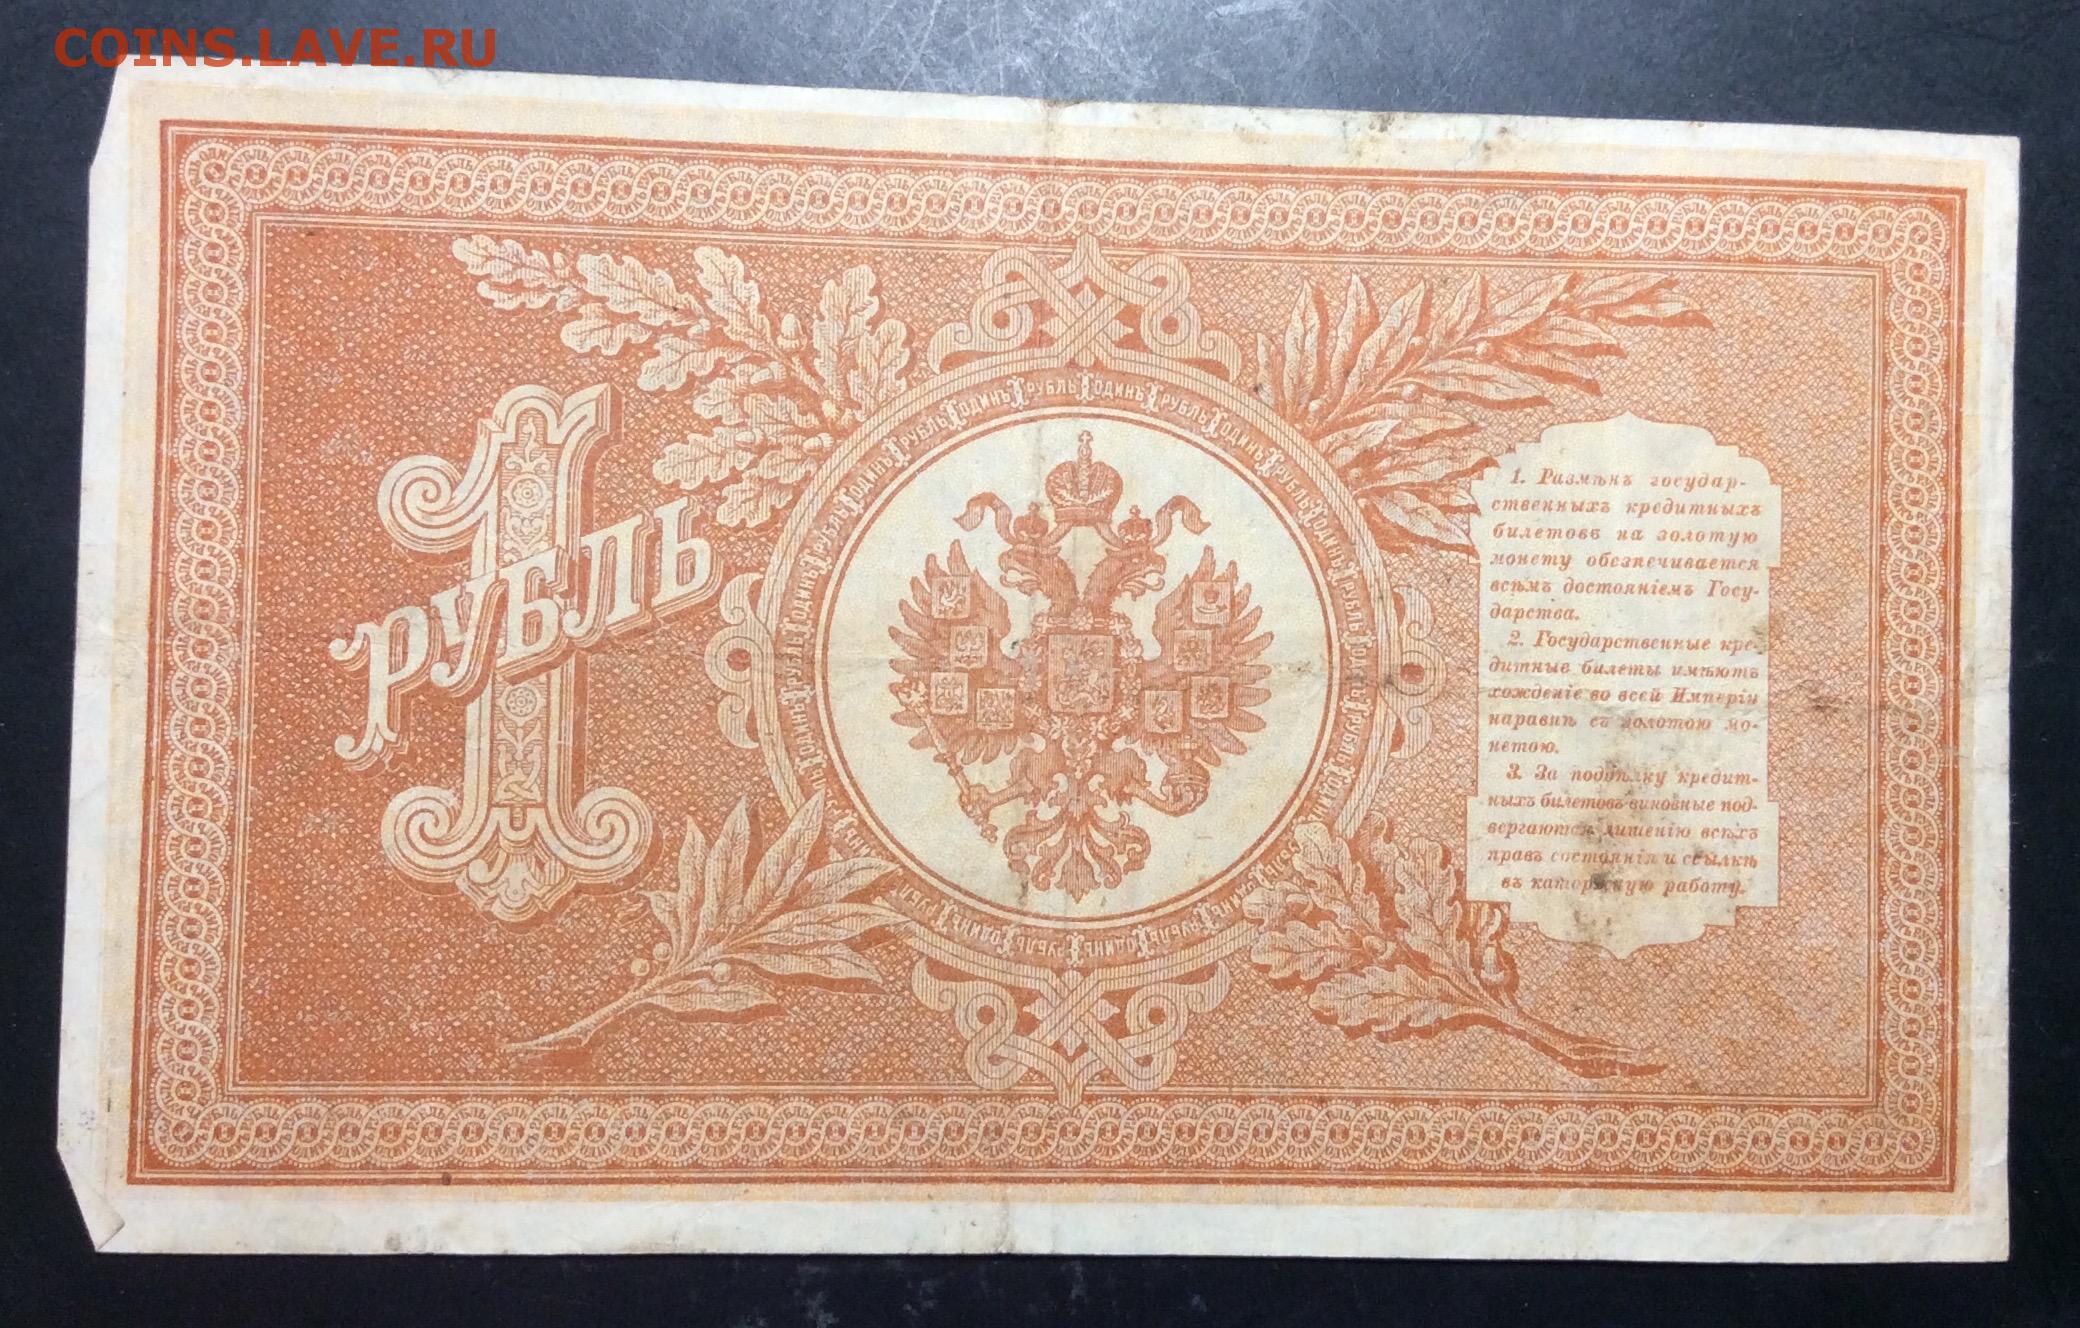 COINS.LAVE.RU
1
РУБЛЬ
1. Размѣнъ государ-
ственныхъ кредитныхъ
билетовъ на золотую
монету обезпечивается
всѣмъ достояніемъ Госу-
дарства.
2. Государственные кре-
дитные билеты имѣютъ
хожденіе во всей Имперіи
наравнѣ съ золотою мо-
нетою.
3. За поддѣлку кредит-
ныхъ билетовъ виновные под-
вергаются лишенію всѣхъ
правъ состоянія и ссылкѣ
въ каторжную работу.